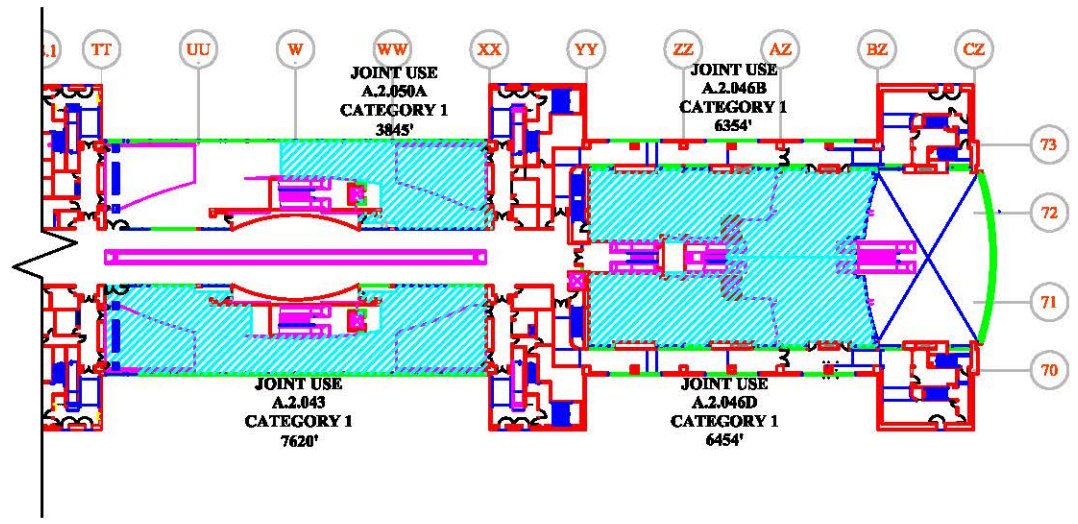 TT
UU
W
WW
XX
YY
ZZ
AZ
BZ
CZ
JOINT USE
A.2.050A
CATEGORY 1
3845'
JOINT USE
A.2.046B
CATEGORY 1
6354'
73
72
71
70
JOINT USE
A.2.043
CATEGORY 1
7620'
JOINT USE
A.2.046D
CATEGORY 1
6454'